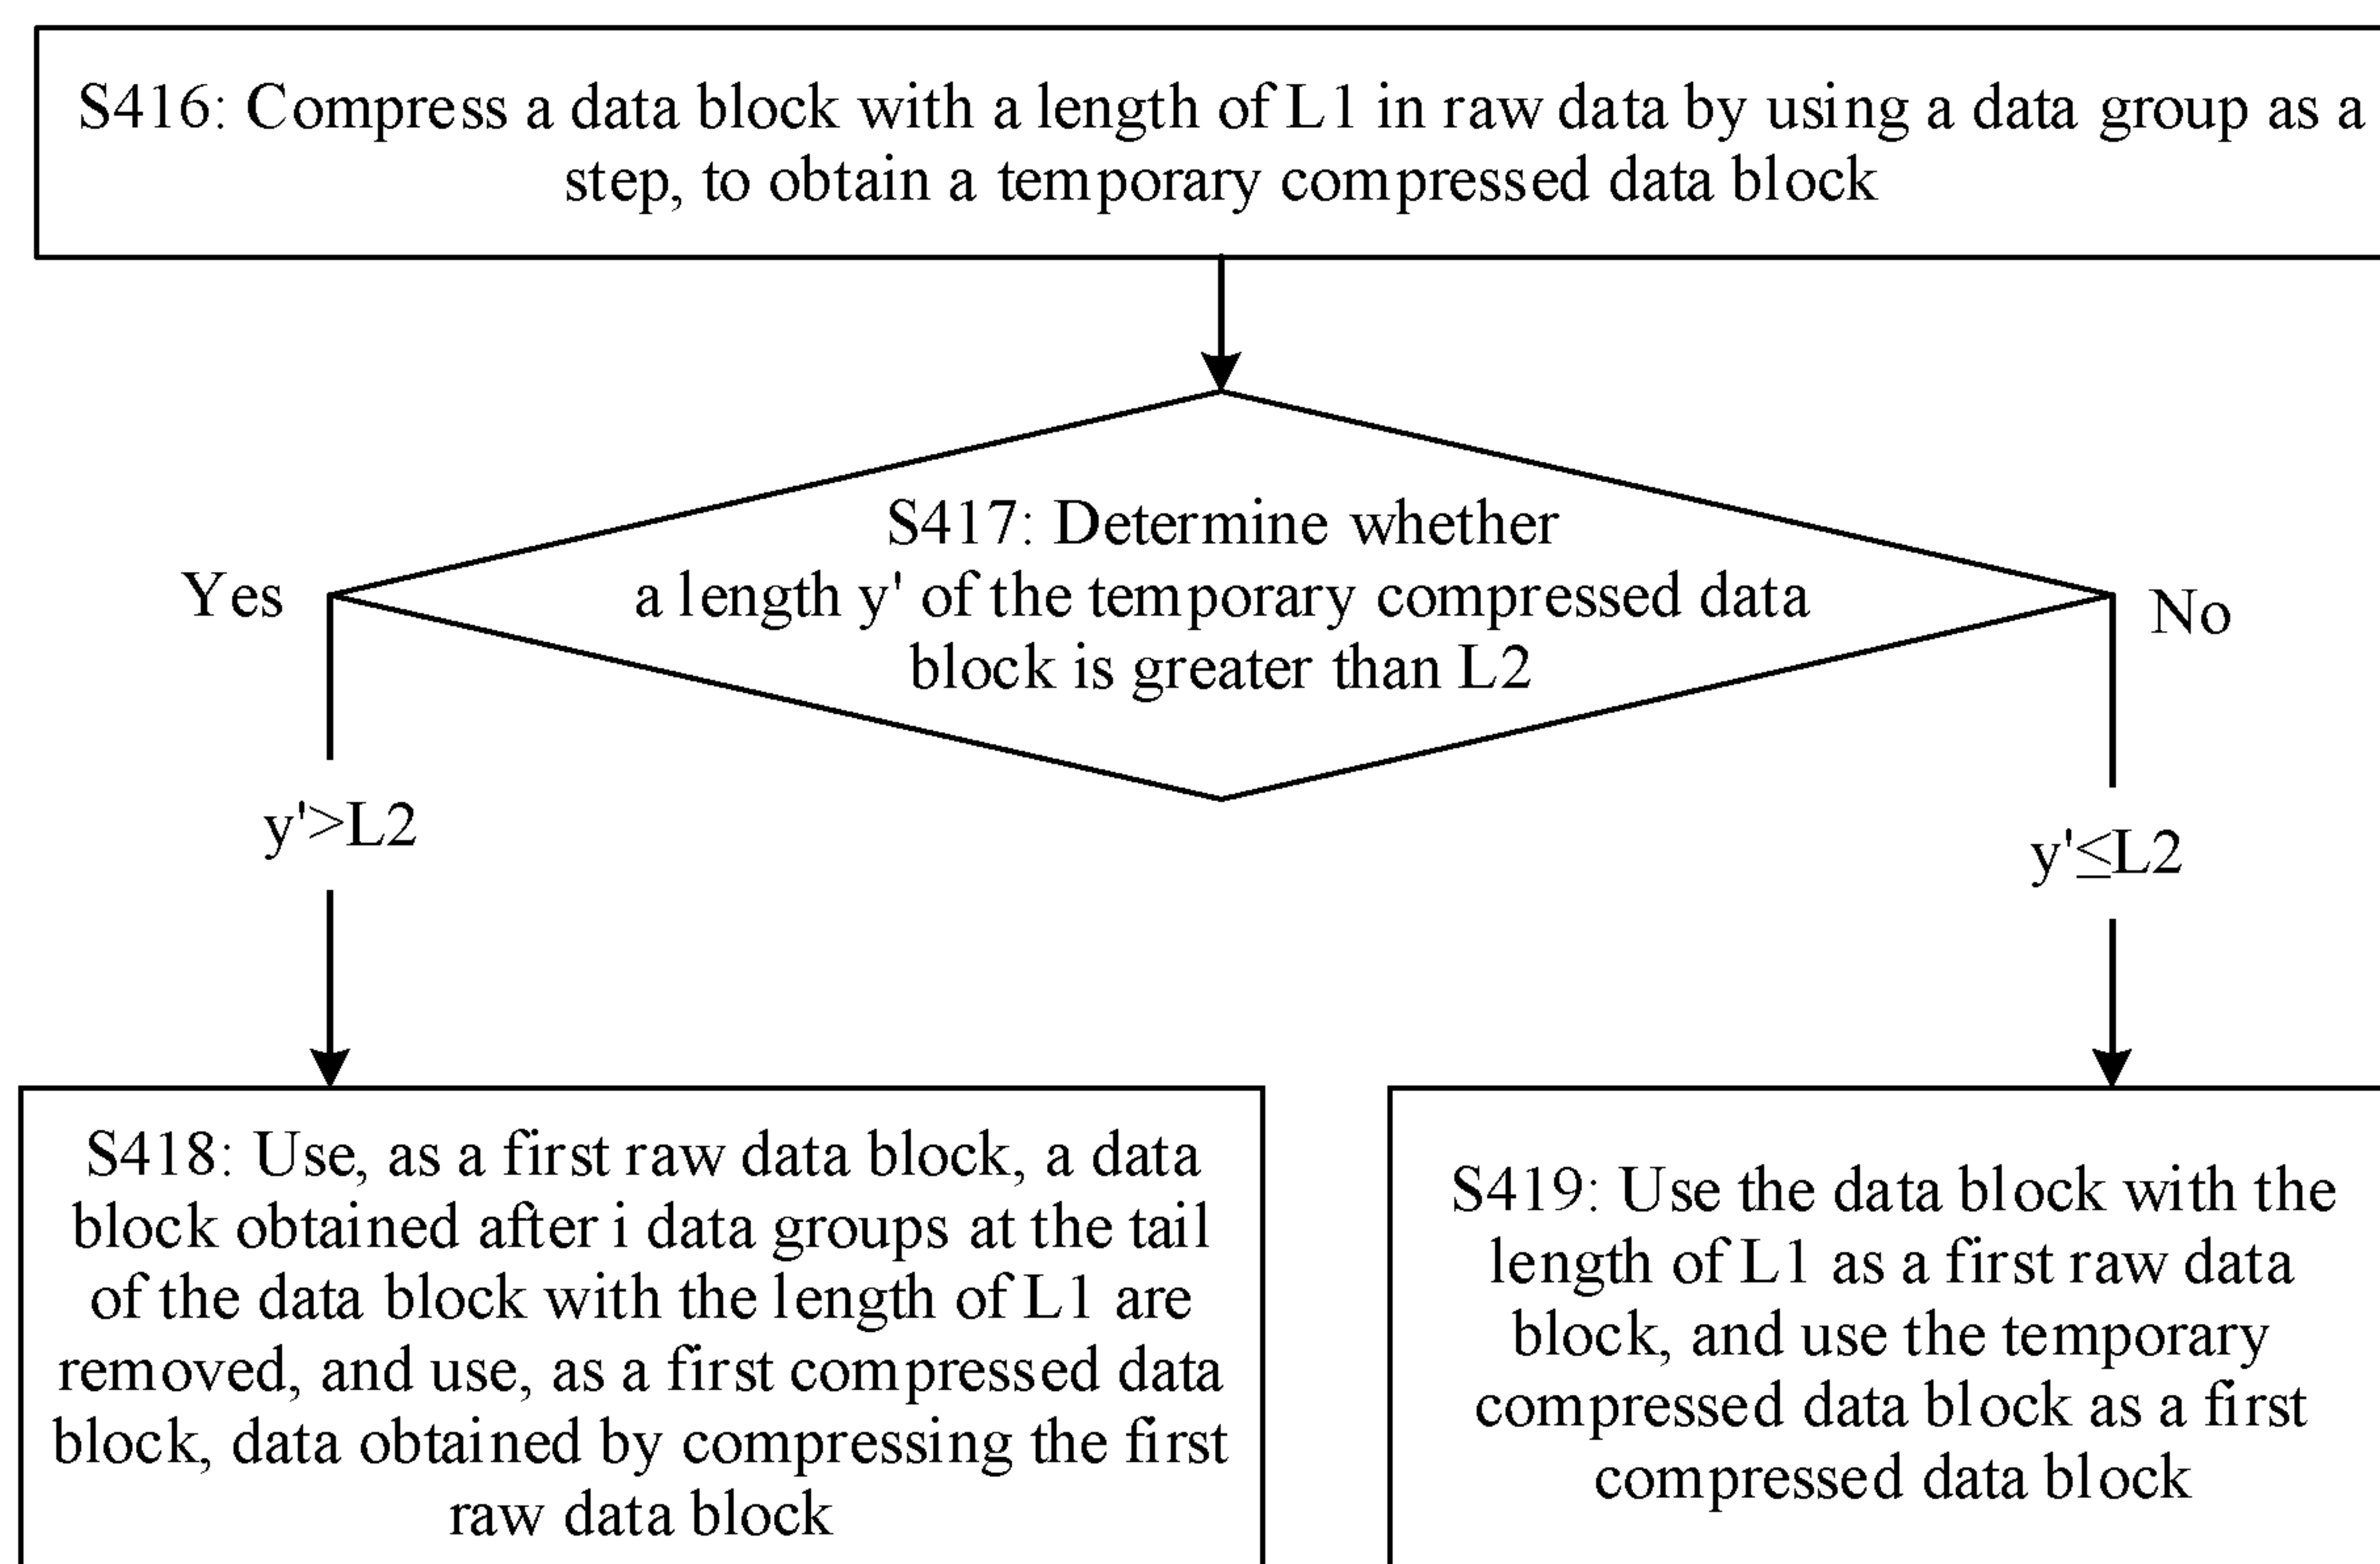 S416: Compress a data block with a length of L1 in raw data by using a data group as a
step, to obtain a temporary compressed data block
S417: Determine whether
a length y' of the temporary compressed data
block is greater than L2
Yes
No
y'>L2
y'≤L2
S418: Use, as a first raw data block, a data
block obtained after i data groups at the tail
of the data block with the length of L1 are
removed, and use, as a first compressed data
block, data obtained by compressing the first
raw data block
S419: Use the data block with the
length of L1 as a first raw data
block, and use the temporary
compressed data block as a first
compressed data block